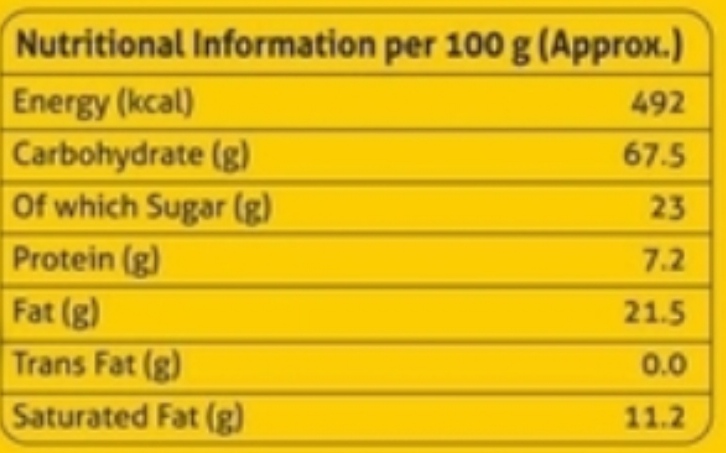 Nutritional Information per 100 g (Approx.)
Energy (kcal) 492
Carbohydrate (g) 67.5
Of which Sugar (g) 23
Protein (g) 7.2
Fat (g) 21.5
Trans Fat (g) 0.0
Saturated Fat (g) 11.2